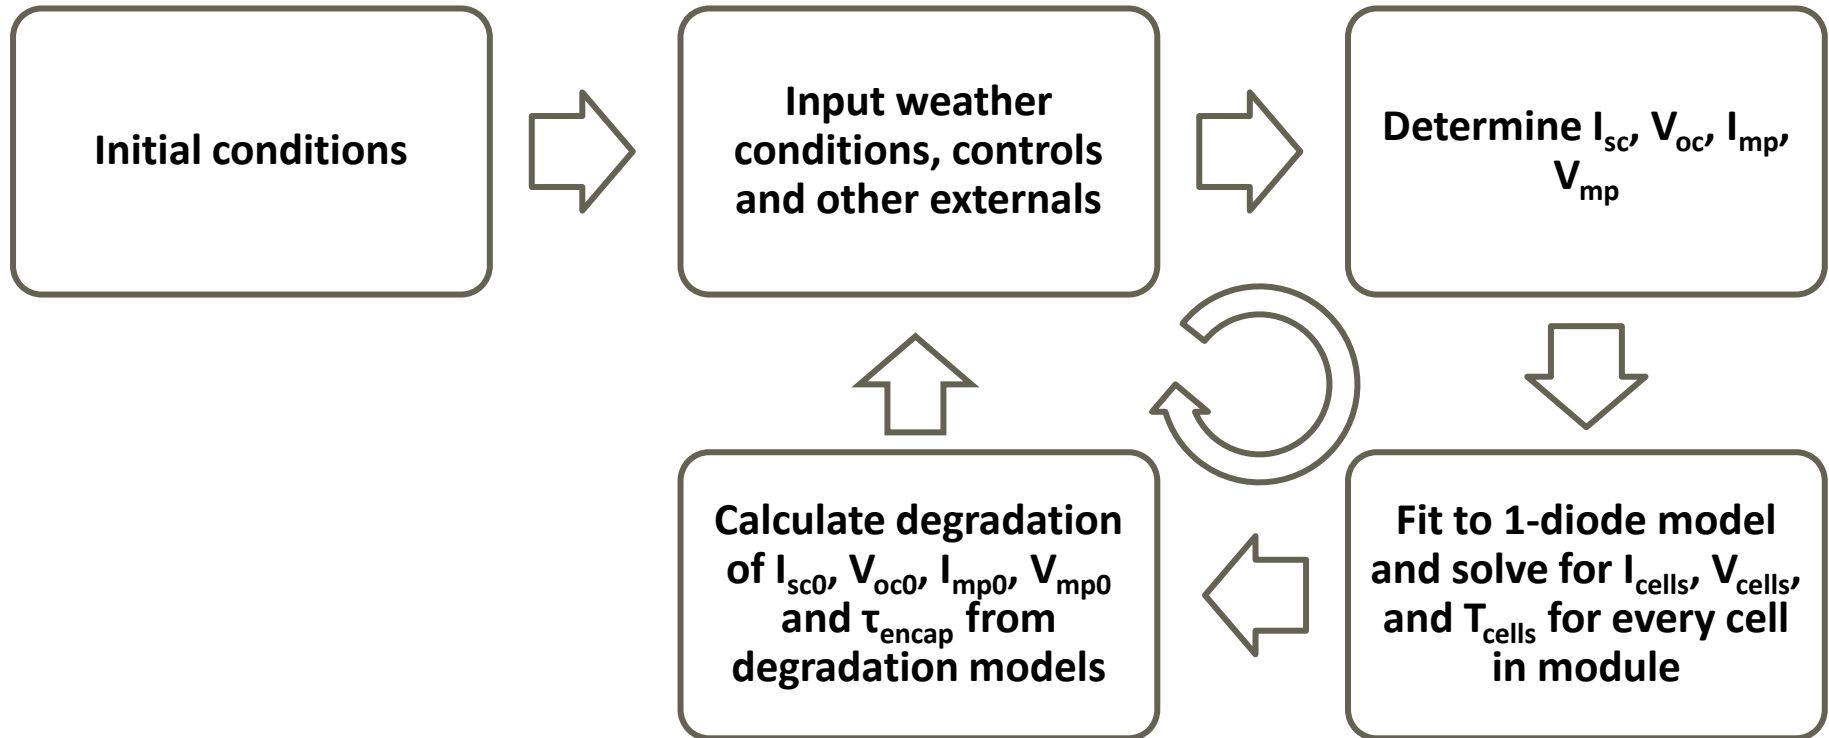 Initial conditions
Input weather
conditions, controls
and other externals
Determine Isc, Voc, Imp,
Vmp
Calculate degradation
of Isc0, Voc0, Imp0, Vmp0
and τencap from
degradation models
Fit to 1-diode model
and solve for Icells, Vcells,
and Tcells for every cell
in module